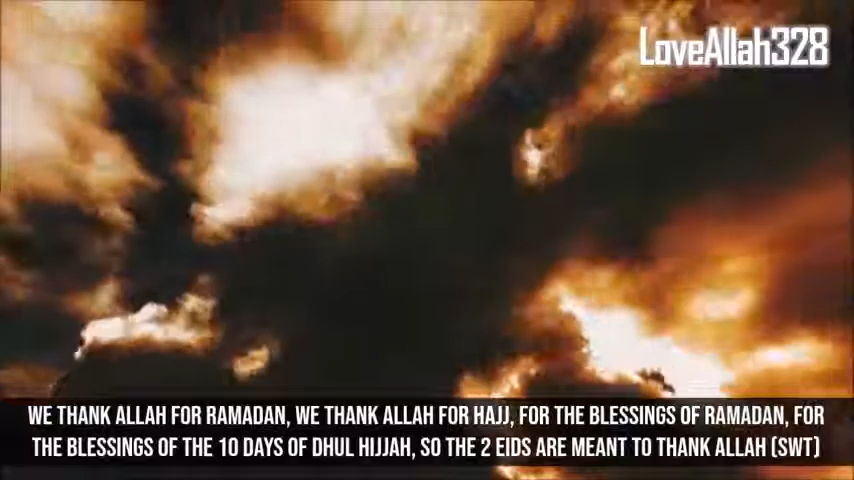 LoveAllah328
WE THANK ALLAH FOR RAMADAN, WE THANK ALLAH FOR HAJJ, FOR THE BLESSINGS OF RAMADAN, FOR
THE BLESSINGS OF THE 10 DAYS OF DHUL HIJJAH, SO THE 2 EIDS ARE MEANT TO THANK ALLAH (SWT)